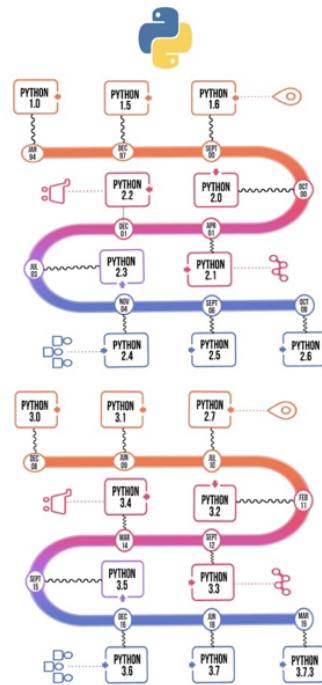 PYTHON
1.0
PYTHON
1.5
PYTHON
1.6
JAN
94
DEC
97
SEPT
00
PYTHON
2.2
PYTHON
2.0
OCT
00
DEC
01
APR
01
PYTHON
2.3
PYTHON
2.1
JUL
03
NOV
04
SEPT
06
OCT
08
PYTHON
2.4
PYTHON
2.5
PYTHON
2.6
PYTHON
3.0
PYTHON
3.1
PYTHON
2.7
DEC
08
JUN
09
JUL
10
PYTHON
3.4
PYTHON
3.2
FEB
11
MAR
14
SEPT
12
PYTHON
3.5
PYTHON
3.3
SEPT
15
DEC
16
JUN
18
MAR
19
PYTHON
3.6
PYTHON
3.7
PYTHON
3.7,3